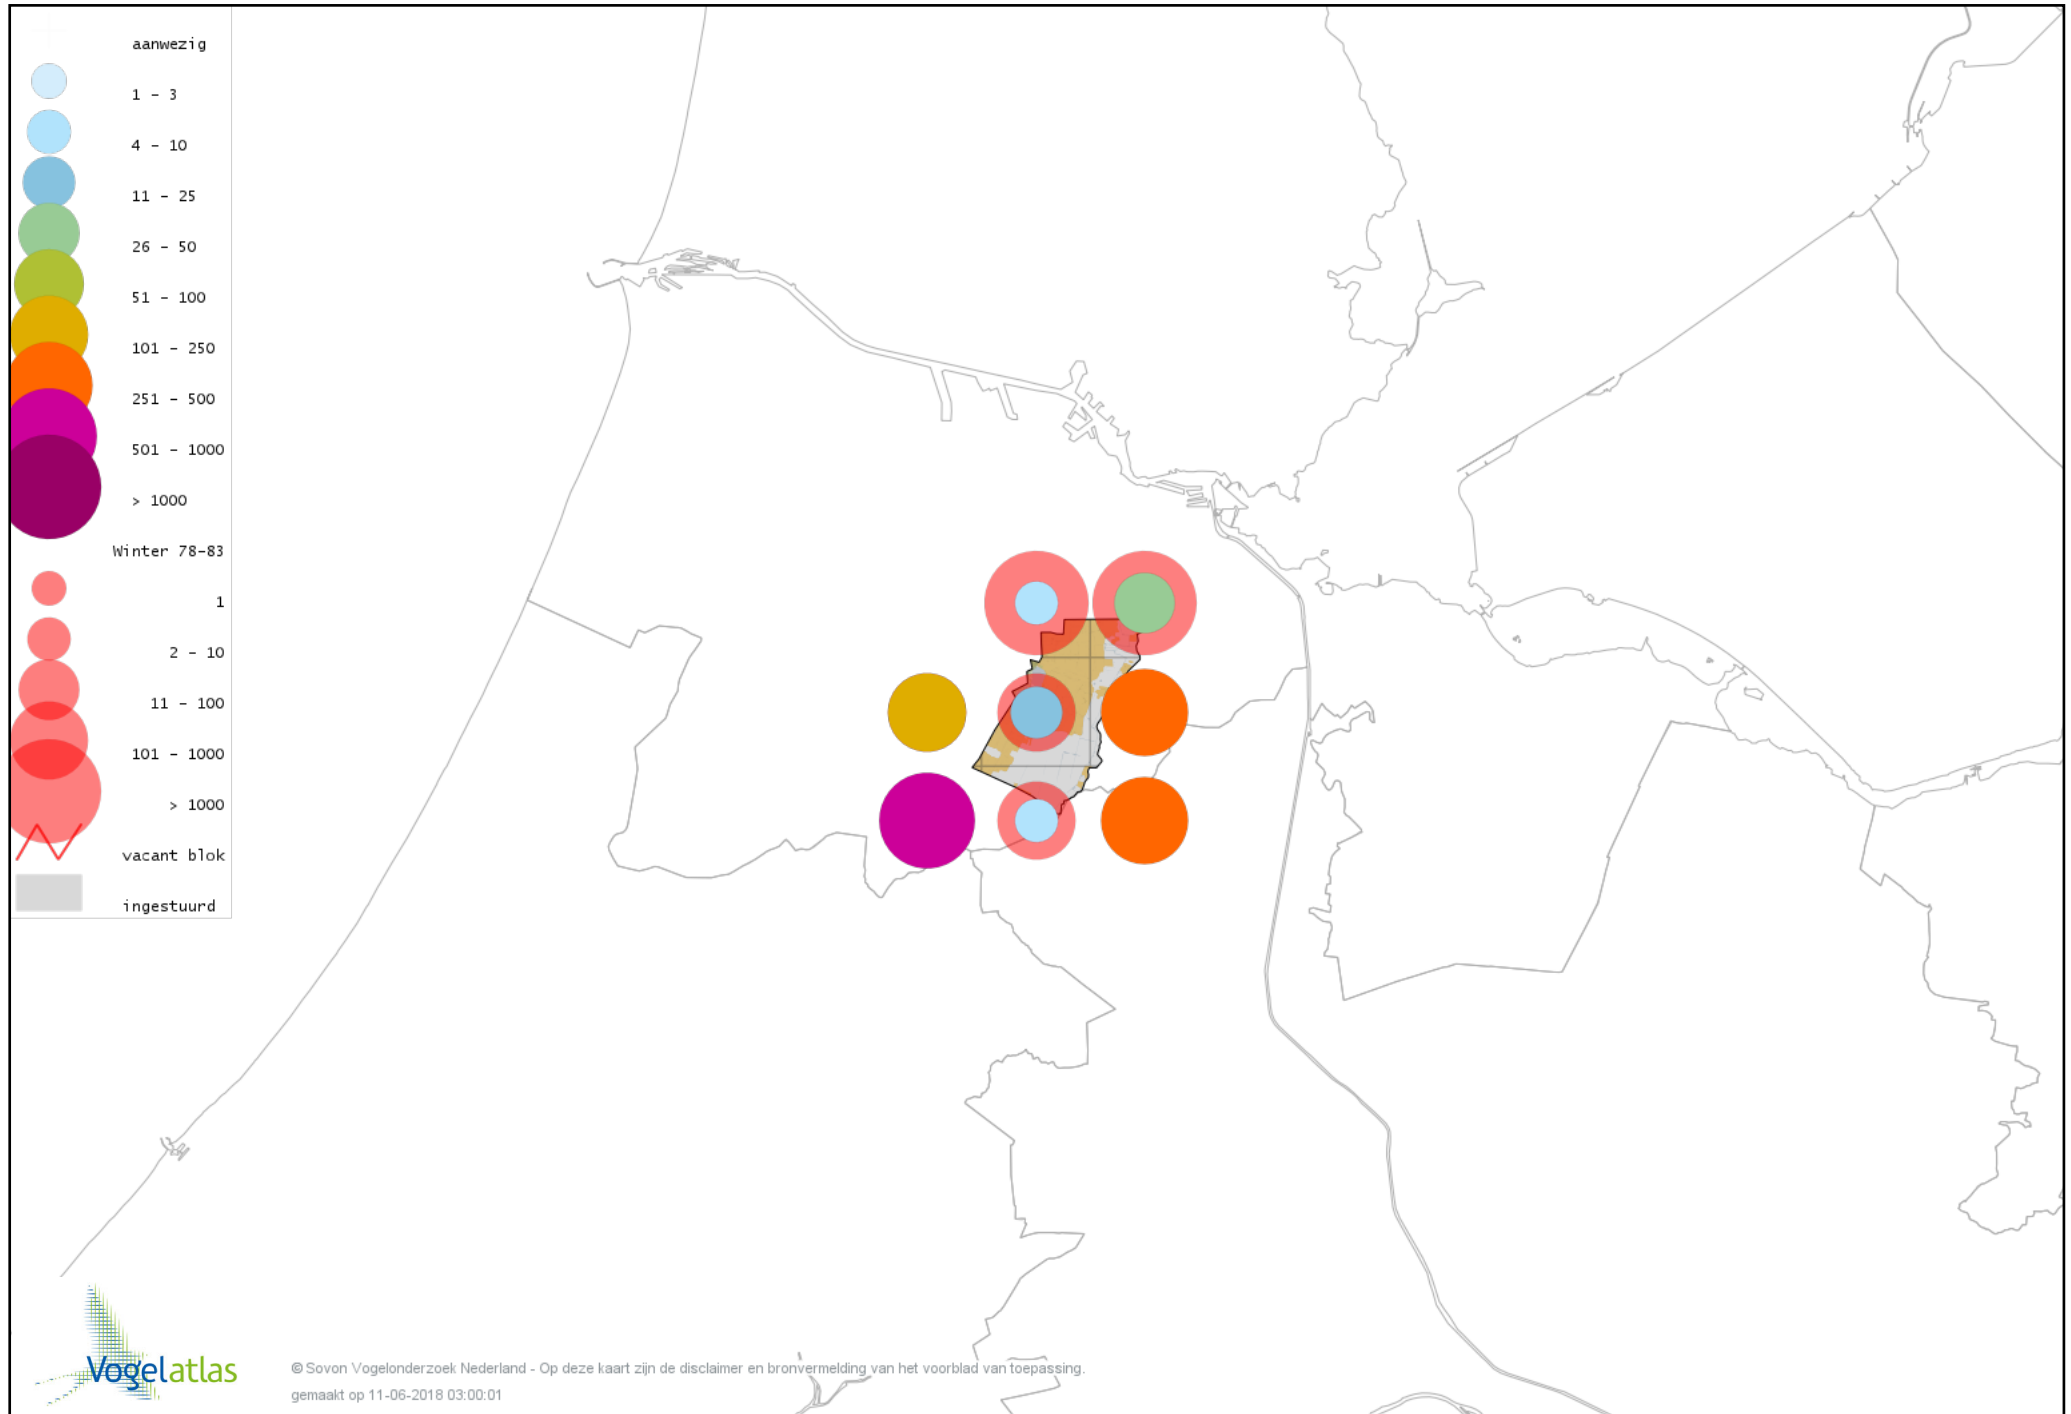 aanwezig
1 - 3
4 - 10
11 - 25
26 - 50
51 - 100
101 - 250
251 - 500
501 - 1000
> 1000
Winter 78-83
1
2 - 10
11 - 100
101 - 1000
> 1000
vacant blok
ingestuurd
Vogelatlas
© Sovon Vogelonderzoek Nederland - Op deze kaart zijn de disclaimer en bronvermelding van het voorblad van toepassing.
gemaakt op 11-06-2018 03:00:01